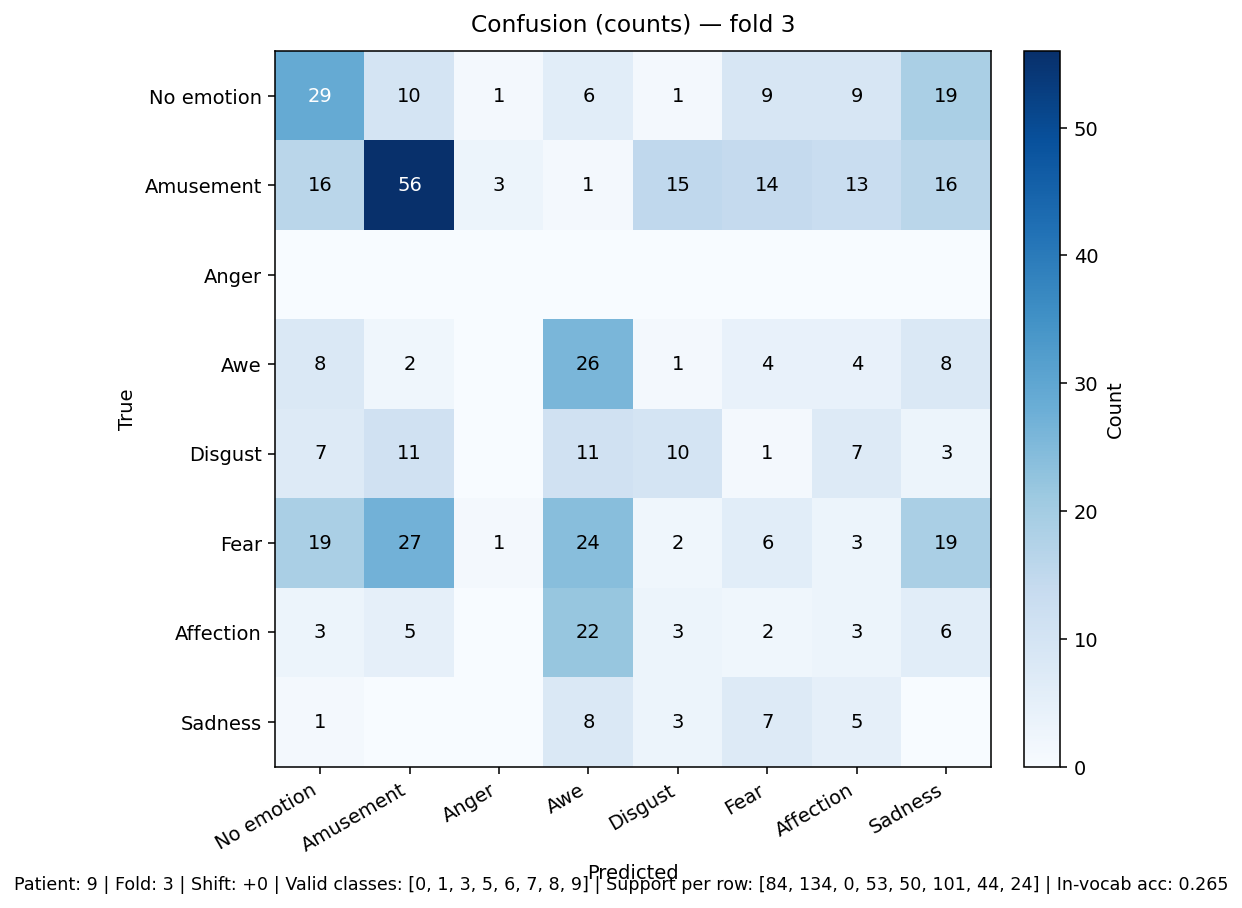 Confusion (counts) — fold 3
No emotion 29 10 1 6 1 9 9 19
Amusement 16 56 3 1 15 14 13 16
Anger
Awe 8 2 26 1 4 4 8
Disgust 7 11 11 10 1 7 3
Fear 19 27 1 24 2 6 3 19
Affection 3 5 22 3 2 3 6
Sadness 1 8 3 7 5
True
No emotion Amusement Anger Awe Disgust Fear Affection Sadness
Predicted
50
40
30
20
10
0
Count
Patient: 9 | Fold: 3 | Shift: +0 | Valid classes: [0, 1, 3, 5, 6, 7, 8, 9] | Support per row: [84, 134, 0, 53, 50, 101, 44, 24] | In-vocab acc: 0.265